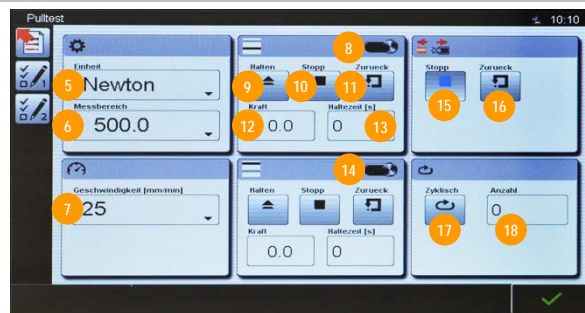 Pulltest
10:10
8
Einheit
Halten Stopp Zurueck
Stopp Zurueck
5 Newton
9 10 11
15 16
Messbereich
Kraft Haltezeit [s]
6 500.0
12 0.0 0 13
14
Geschwindigkeit [mm/min]
Halten Stopp Zurueck
Zyklisch Anzahl
7 25
0
17 18
Kraft Haltezeit [s]
0.0 0
1
2